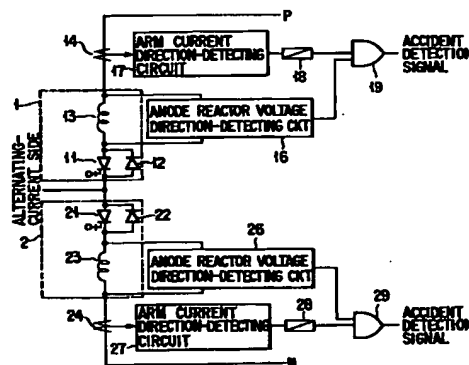 P
14
ARM CURRENT
DIRECTION-DETECTING
CIRCUIT
17
18
19
ACCIDENT
DETECTION
SIGNAL
1
13
ANODE REACTOR VOLTAGE
DIRECTION-DETECTING CKT
16
11
12
ALTERNATING-
CURRENT SIDE
21
22
2
23
26
ANODE REACTOR VOLTAGE
DIRECTION-DETECTING CKT
24
ARM CURRENT
DIRECTION-DETECTING
CIRCUIT
27
28
29
ACCIDENT
DETECTION
SIGNAL